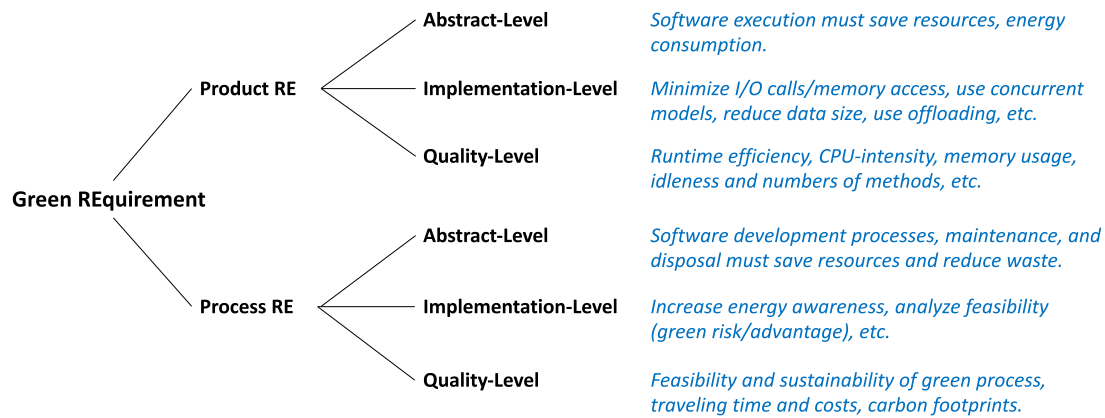 Abstract-Level
Software execution must save resources, energy
consumption.
Product RE
Implementation-Level
Minimize I/O calls/memory access, use concurrent
models, reduce data size, use offloading, etc.
Quality-Level
Runtime efficiency, CPU-intensity, memory usage,
idleness and numbers of methods, etc.
Green REquirement
Abstract-Level
Software development processes, maintenance, and
disposal must save resources and reduce waste.
Process RE
Implementation-Level
Increase energy awareness, analyze feasibility
(green risk/advantage), etc.
Quality-Level
Feasibility and sustainability of green process,
traveling time and costs, carbon footprints.